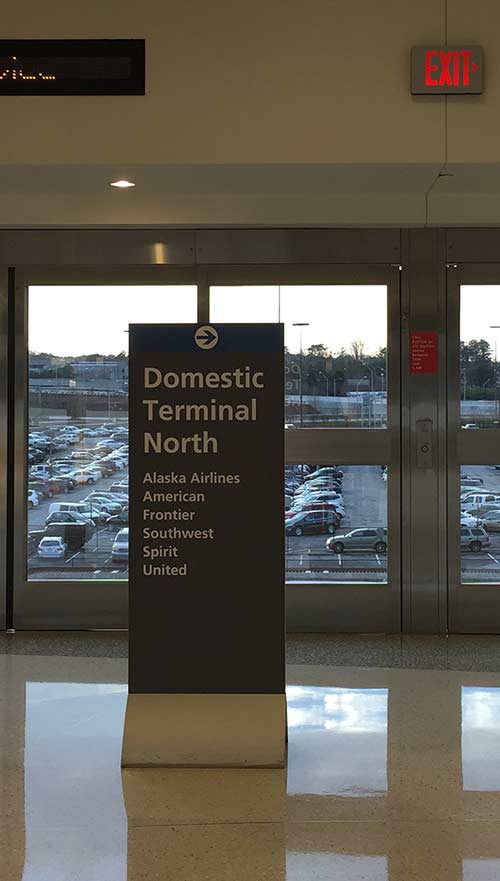 EXIT
Domestic
Terminal
North
Alaska Airlines
American
Frontier
Southwest
Spirit
United